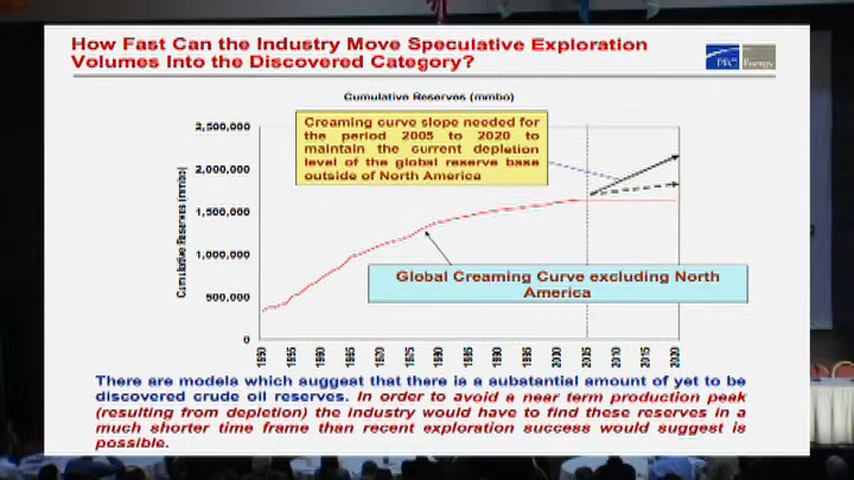 How Fast Can the Industry Move Speculative Exploration
Volumes Into the Discovered Category?
PFC Energy
Cumulative Reserves (mmbo)
Creaming curve slope needed for
the period 2005 to 2020 to
maintain the current depletion
level of the global reserve base
outside of North America
Cumulative Reserves (mmbo)
2,500,000
2,000,000
1,500,000
1,000,000
500,000
0
Global Creaming Curve excluding North
America
1950 1955 1960 1965 1970 1975 1980 1985 1990 1995 2000 2005 2010 2015 2020
There are models which suggest that there is a substantial amount of yet to be
discovered crude oil reserves. In order to avoid a near term production peak
(resulting from depletion) the industry would have to find these reserves in a
much shorter time frame than recent exploration success would suggest is
possible.